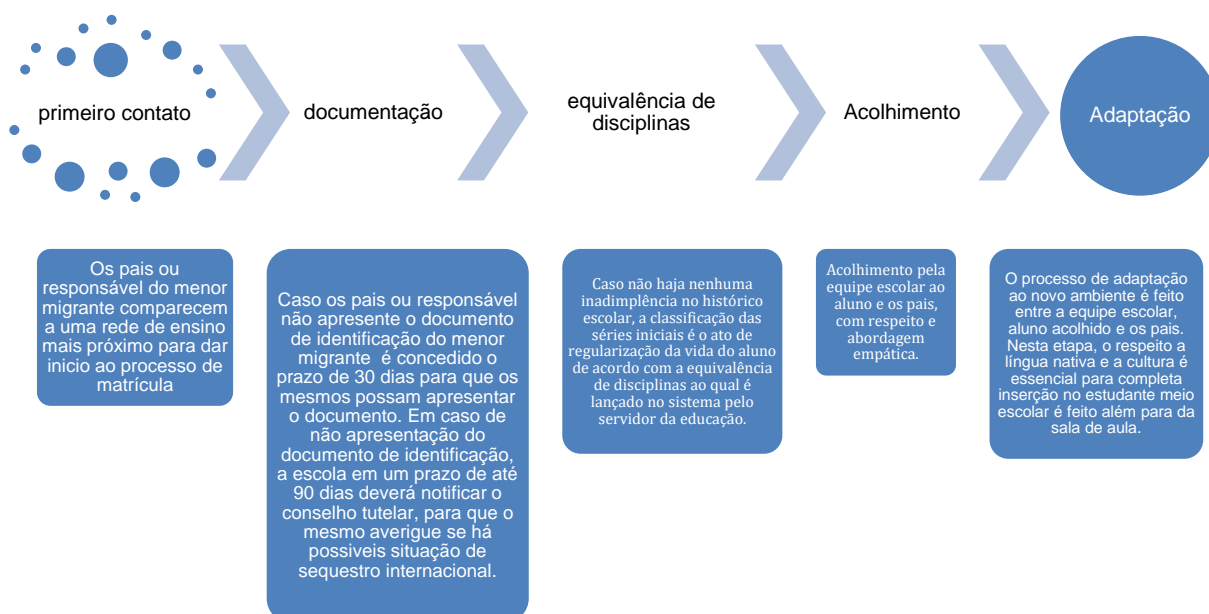 primeiro contato
documentação
equivalência de
disciplinas
Acolhimento
Adaptação
Os pais ou
responsável do menor
migrante comparecem
a uma rede de ensino
mais próximo para dar
inicio ao processo de
matrícula
Caso os pais ou responsável
não apresente o documento
de identificação do menor
migrante é concedido o
prazo de 30 dias para que os
mesmos possam apresentar
o documento. Em caso de
não apresentação do
documento de identificação,
a escola em um prazo de até
90 dias deverá notificar o
conselho tutelar, para que o
mesmo averigue se há
possiveis situação de
sequestro internacional.
Caso não haja nenhuma
inadimplência no histórico
escolar, a classificação das
séries iniciais é o ato de
regularização da vida do aluno
de acordo com a equivalência
de disciplinas ao qual é
lançado no sistema pelo
servidor da educação.
Acolhimento pela
equipe escolar ao
aluno e os pais,
com respeito e
abordagem
empática.
O processo de adaptação
ao novo ambiente é feito
entre a equipe escolar,
aluno acolhido e os pais.
Nesta etapa, o respeito a
língua nativa e a cultura é
essencial para completa
inserção no estudante meio
escolar é feito além para da
sala de aula.